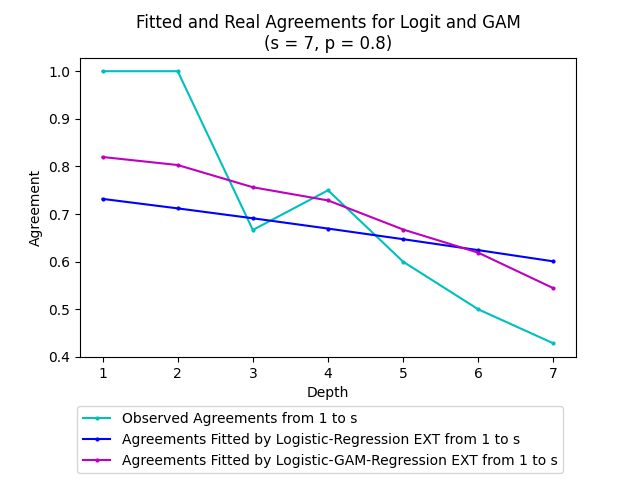 Fitted and Real Agreements for Logit and GAM
(s = 7, p = 0.8)
1.0
0.9
0.8
0.7
0.6
0.5
0.4
Agreement
1 2 3 4 5 6 7
Depth
Observed Agreements from 1 to s
Agreements Fitted by Logistic-Regression EXT from 1 to s
Agreements Fitted by Logistic-GAM-Regression EXT from 1 to s